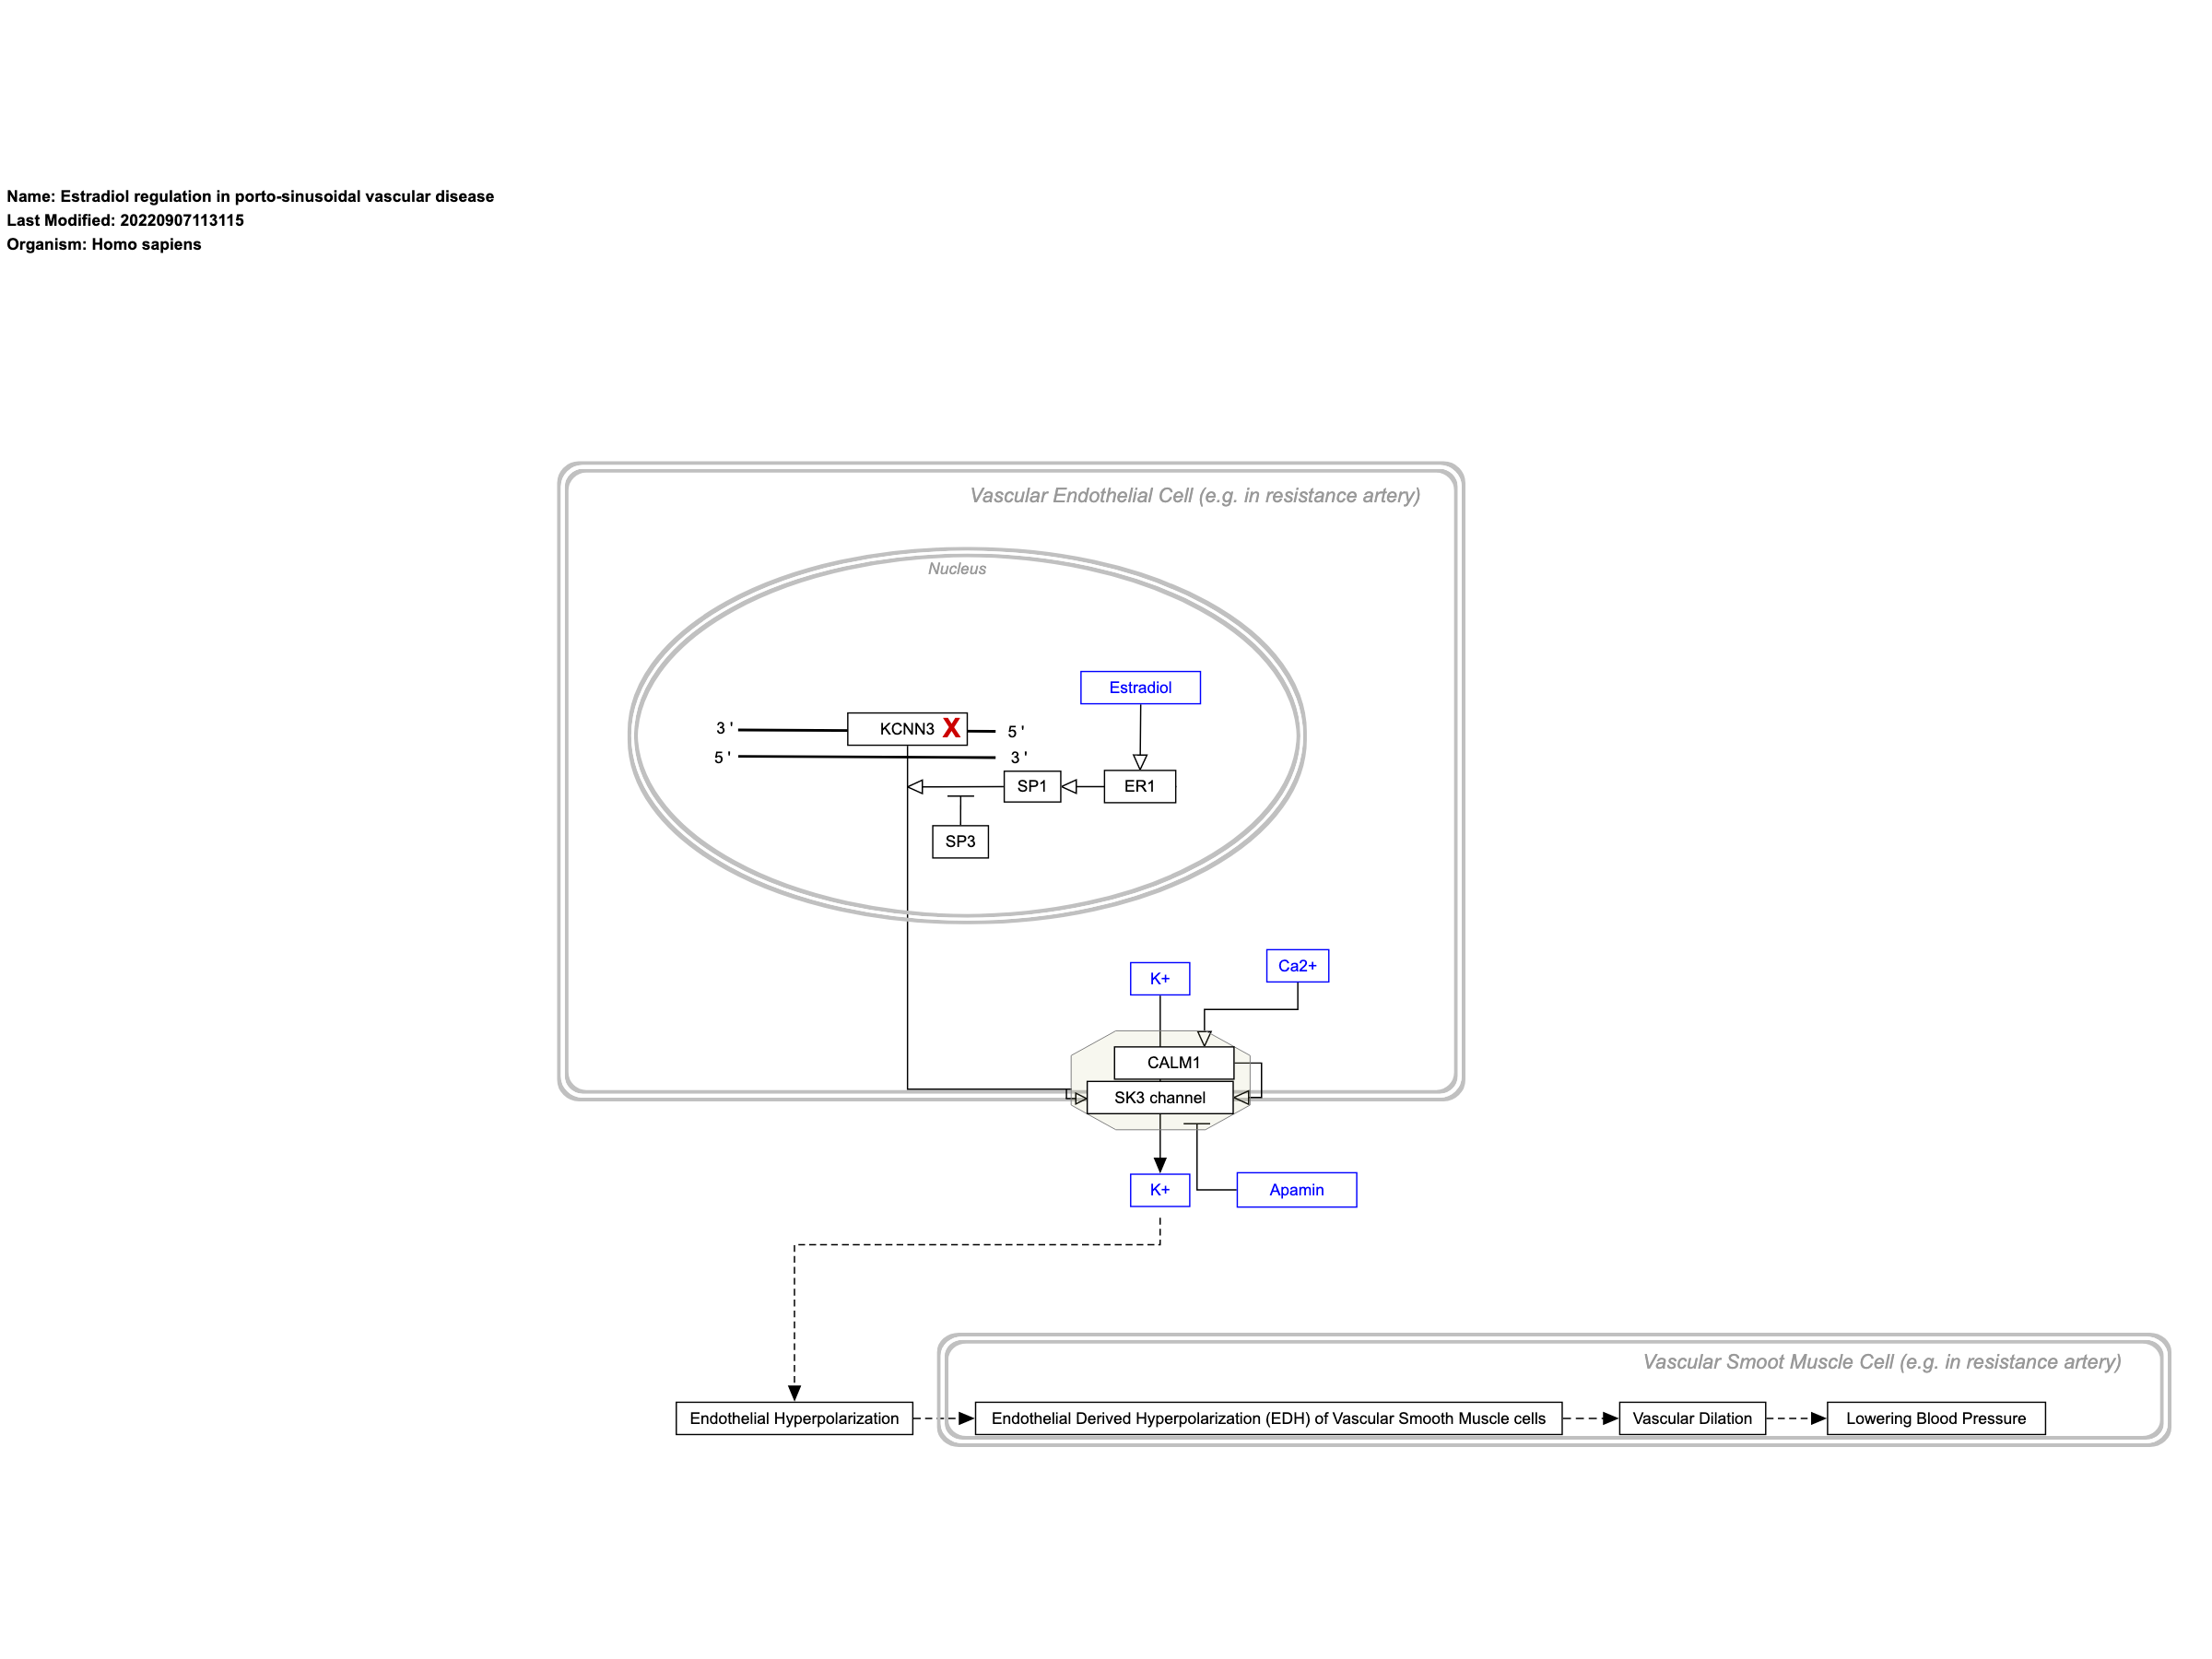 Name: Estradiol regulation in porto-sinusoidal vascular disease
Last Modified: 20220907113115
Organism: Homo sapiens
Vascular Endothelial Cell (e.g. in resistance artery)
Nucleus
Estradiol
3 '
KCNN3 X
5 '
5 '
3 '
SP1
ER1
SP3
Ca2+
K+
CALM1
SK3 channel
K+
Apamin
Vascular Smoot Muscle Cell (e.g. in resistance artery)
Endothelial Hyperpolarization
Endothelial Derived Hyperpolarization (EDH) of Vascular Smooth Muscle cells
Vascular Dilation
Lowering Blood Pressure